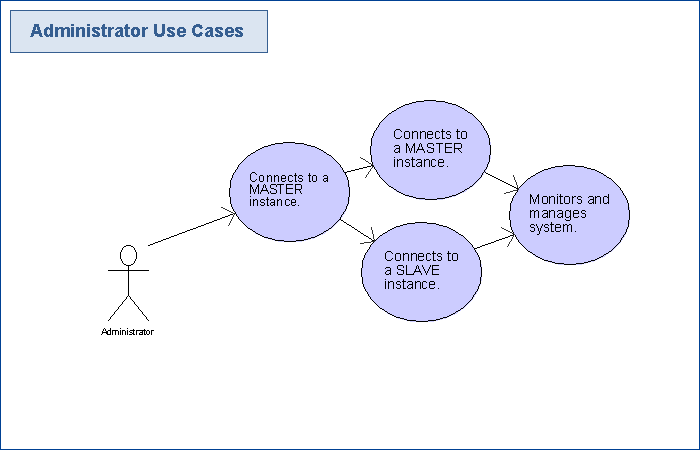 Administrator Use Cases
Connects to
a MASTER
instance.
Connects to a
MASTER
instance.
Monitors and
manages
system.
Connects to
a SLAVE
instance.
Administrator